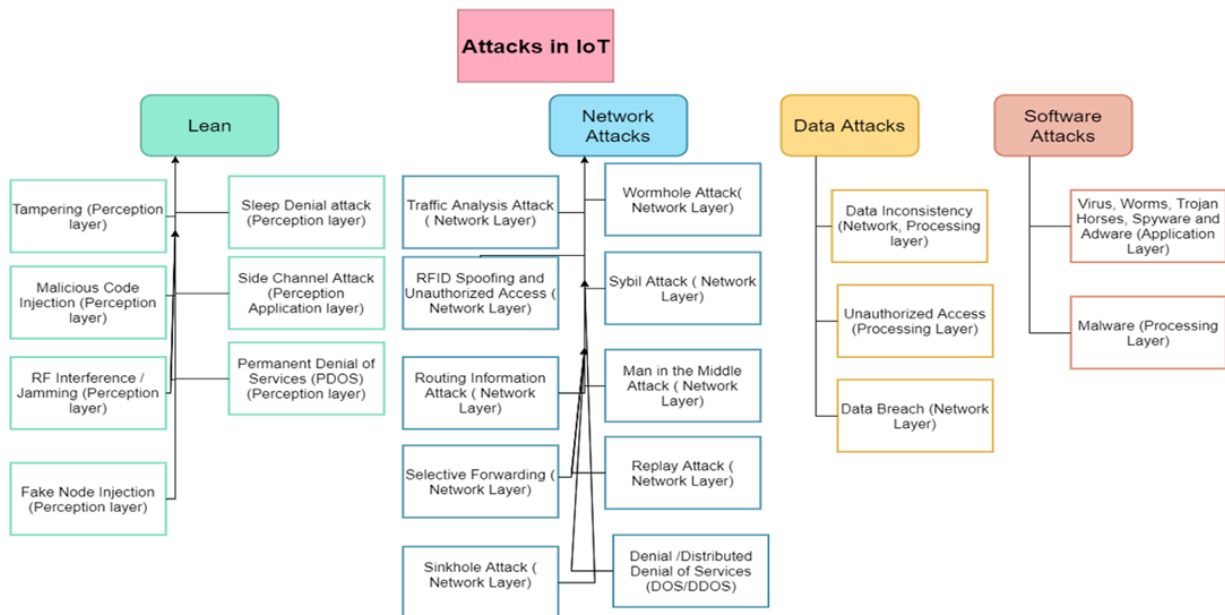 Attacks in IoT
Lean
Network
Attacks
Data Attacks
Software
Attacks
Tampering (Perception
layer)
Sleep Denial attack
(Perception layer)
Malicious Code
Injection (Perception
layer)
Side Channel Attack
(Perception
Application layer)
RF Interference /
Jamming (Perception
layer)
Permanent Denial of
Services (PDOS)
(Perception layer)
Fake Node Injection
(Perception layer)
Traffic Analysis Attack
( Network Layer)
Wormhole Attack(
Network Layer)
RFID Spoofing and
Unauthorized Access (
Network Layer)
Sybil Attack ( Network
Layer)
Routing Information
Attack ( Network
Layer)
Man in the Middle
Attack ( Network
Layer)
Selective Forwarding (
Network Layer)
Replay Attack (
Network Layer)
Sinkhole Attack (
Network Layer)
Denial /Distributed
Denial of Services
(DOS/DDOS)
Data Inconsistency
(Network, Processing
layer)
Unauthorized Access
(Processing Layer)
Data Breach (Network
Layer)
Virus, Worms, Trojan
Horses, Spyware and
Adware (Application
Layer)
Malware (Processing
Layer)